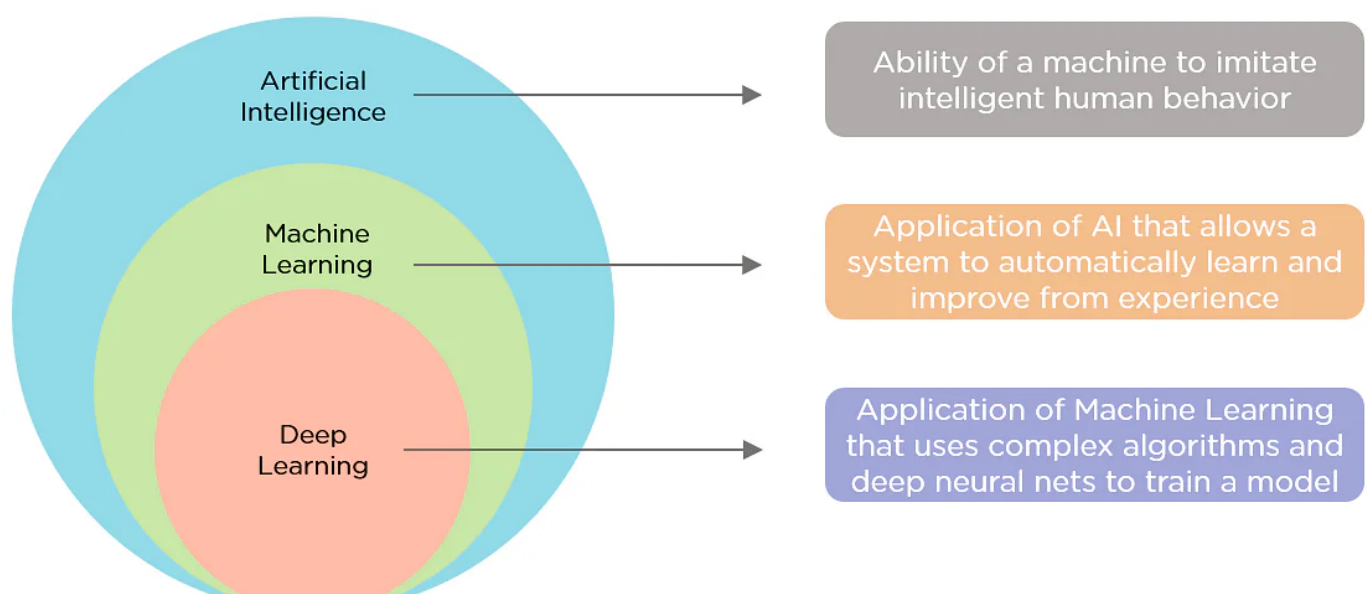 Artificial
Intelligence
Ability of a machine to imitate
intelligent human behavior
Machine
Learning
Application of AI that allows a
system to automatically learn and
improve from experience
Deep
Learning
Application of Machine Learning
that uses complex algorithms and
deep neural nets to train a model